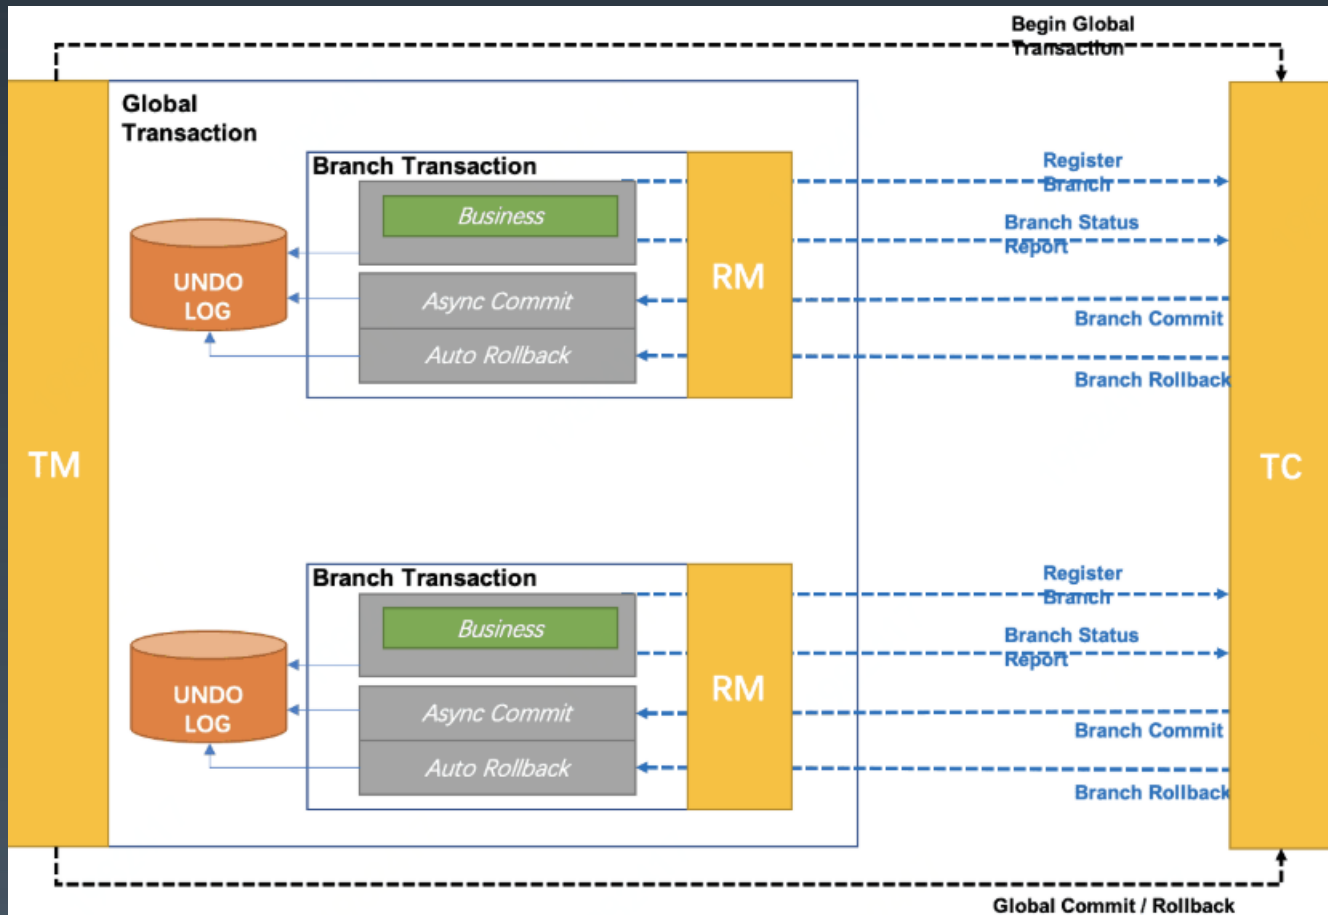 Begin Global
Transaction
Global
Transaction
Branch Transaction
Business
Async Commit
Auto Rollback
UNDO
LOG
RM
Register
Branch
Branch Status
Report
Branch Commit
Branch Rollback
TM
TC
Branch Transaction
Business
Async Commit
Auto Rollback
UNDO
LOG
RM
Register
Branch
Branch Status
Report
Branch Commit
Branch Rollback
Global Commit / Rollback